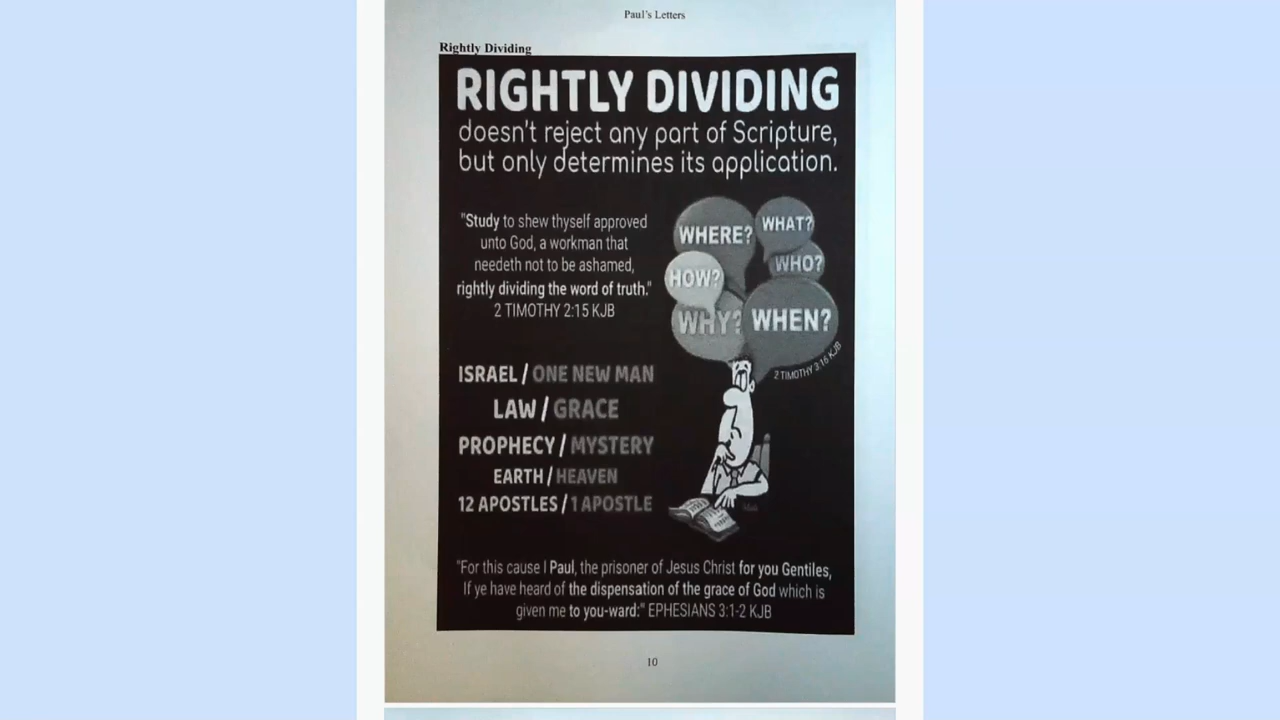 Paul's Letters
Rightly Dividing
RIGHTLY DIVIDING
doesn't reject any part of Scripture,
but only determines its application.
"Study to shew thyself approved
unto God, a workman that
needeth not to be ashamed,
rightly dividing the word of truth."
2 TIMOTHY 2:15 KJB
WHERE?
WHAT?
WHO?
HOW?
WHY?
WHEN?
2 TIMOTHY 3:16 KJB
ISRAEL / ONE NEW MAN
LAW / GRACE
PROPHECY / MYSTERY
EARTH / HEAVEN
12 APOSTLES / 1 APOSTLE
"For this cause I Paul, the prisoner of Jesus Christ for you Gentiles,
If ye have heard of the dispensation of the grace of God which is
given me to you-ward:" EPHESIANS 3:1-2 KJB
10